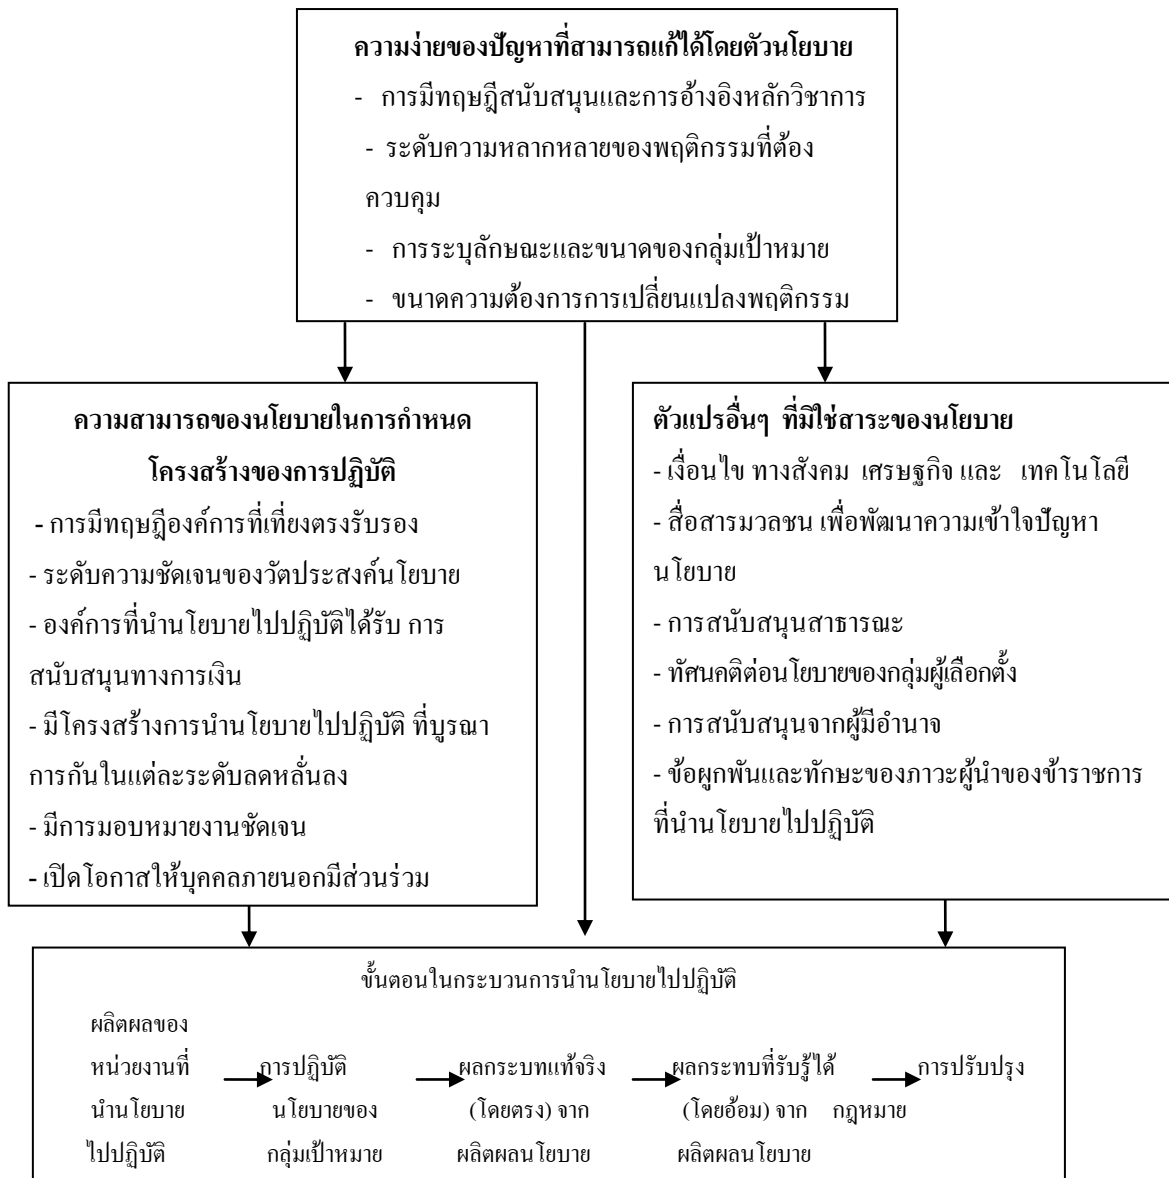 ความง่ายของปัญหาที่สามารถแก้ได้โดยตัวนโยบาย
- การมีทฤษฎีสนับสนุนและการอ้างอิงหลักวิชาการ
- ระดับความหลากหลายของพฤติกรรมที่ต้อง
ควบคุม
- การระบุลักษณะและขนาดของกลุ่มเป้าหมาย
- ขนาดความต้องการการเปลี่ยนแปลงพฤติกรรม
ความสามารถของนโยบายในการกำหนด
โครงสร้างของการปฏิบัติ
- การมีทฤษฎีองค์การที่เที่ยงตรงรับรอง
- ระดับความชัดเจนของวัตประสงค์นโยบาย
- องค์การที่นำนโยบายไปปฏิบัติได้รับ การ
สนับสนุนทางการเงิน
- มีโครงสร้างการนำนโยบายไปปฏิบัติ ที่บูรณา
การกันในแต่ละระดับลดหลั่นลง
- มีการมอบหมายงานชัดเจน
- เปิดโอกาสให้บุคคลภายนอกมีส่วนร่วม
ตัวแปรอื่นๆ ที่มิใช่สาระของนโยบาย
- เงื่อนไข ทางสังคม เศรษฐกิจ และ เทคโนโลยี
- สื่อสารมวลชน เพื่อพัฒนาความเข้าใจปัญหา
นโยบาย
- การสนับสนุนสาธารณะ
- ทัศนคติต่อนโยบายของกลุ่มผู้เลือกตั้ง
- การสนับสนุนจากผู้มีอำนาจ
- ข้อผูกพันและทักษะของภาวะผู้นำของข้าราชการ
ที่นำนโยบายไปปฏิบัติ
ขั้นตอนในกระบวนการนำนโยบายไปปฏิบัติ
ผลิตผลของ
หน่วยงานที่ การปฏิบัติ ผลกระบทแท้จริง ผลกระทบที่รับรู้ได้ การปรับปรุง
นำนโยบาย นโยบายของ (โดยตรง) จาก (โดยอ้อม) จาก กฎหมาย
ไปปฏิบัติ กลุ่มเป้าหมาย ผลิตผลนโยบาย ผลิตผลนโยบาย